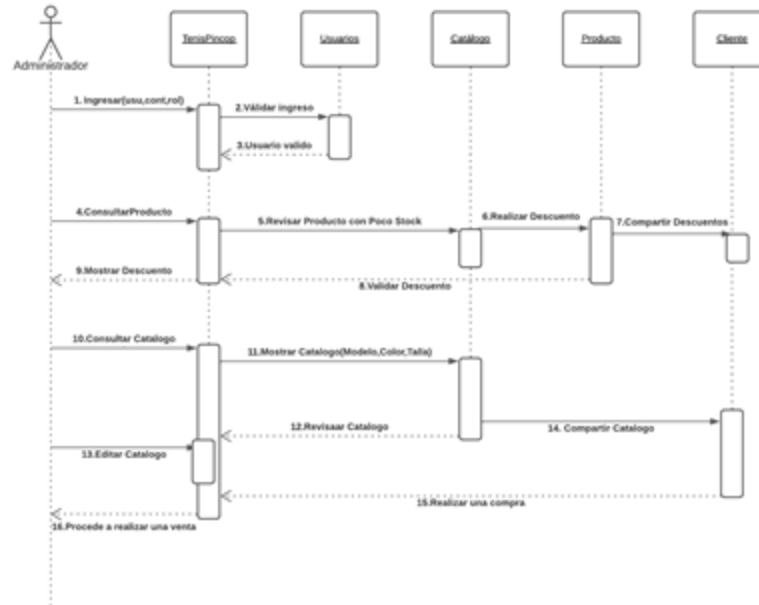 TenisPincop
Usuarios
Catálogo
Producto
Cliente
Administrador
1. Ingresar(usu,cont,rol)
2.Válidar ingreso
3.Usuario valido
4.ConsultarProducto
5.Revisar Producto con Poco Stock
6.Realizar Descuento
7.Compartir Descuentos
9.Mostrar Descuento
8.Validar Descuento
10.Consultar Catalogo
11.Mostrar Catalogo(Modelo,Color,Talla)
12.Revisaar Catalogo
14. Compartir Catalogo
13.Editar Catalogo
15.Realizar una compra
16.Procede a realizar una venta